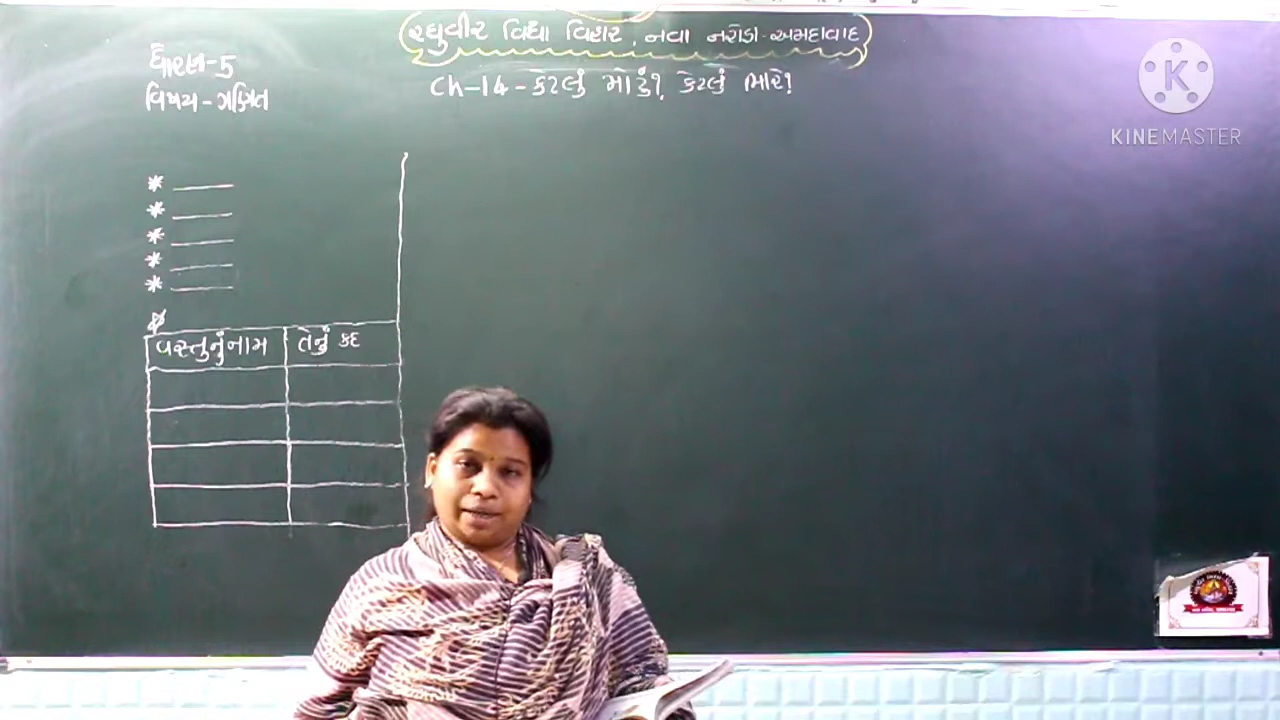 રઘુવીર વિદ્યા વિહાર, નવા નરોડા-અમદાવાદ
ધોરણ-5
વિષય-ગણિત
Ch-14-કેટલું મોટું? કેટલું ભારે?
K
KINEMASTER
વસ્તુનું નામ
તેનું કદ